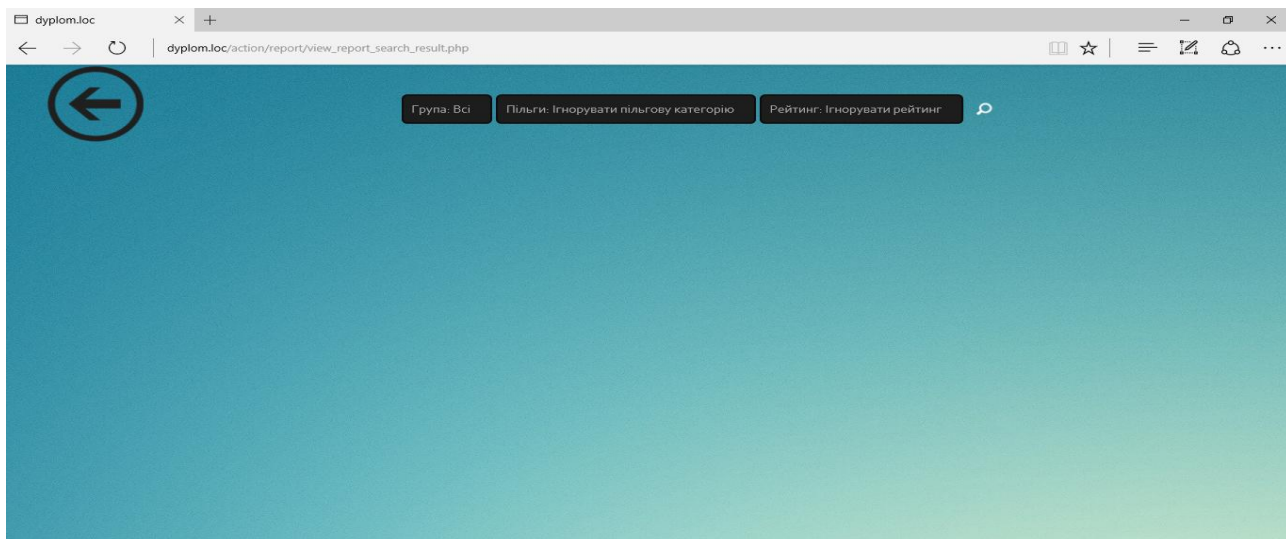 dyplom.loc
dyplom.loc/action/report/view_report_search_result.php
Група: Всі Пільги: Ігнорувати пільгову категорію Рейтинг: Ігнорувати рейтинг